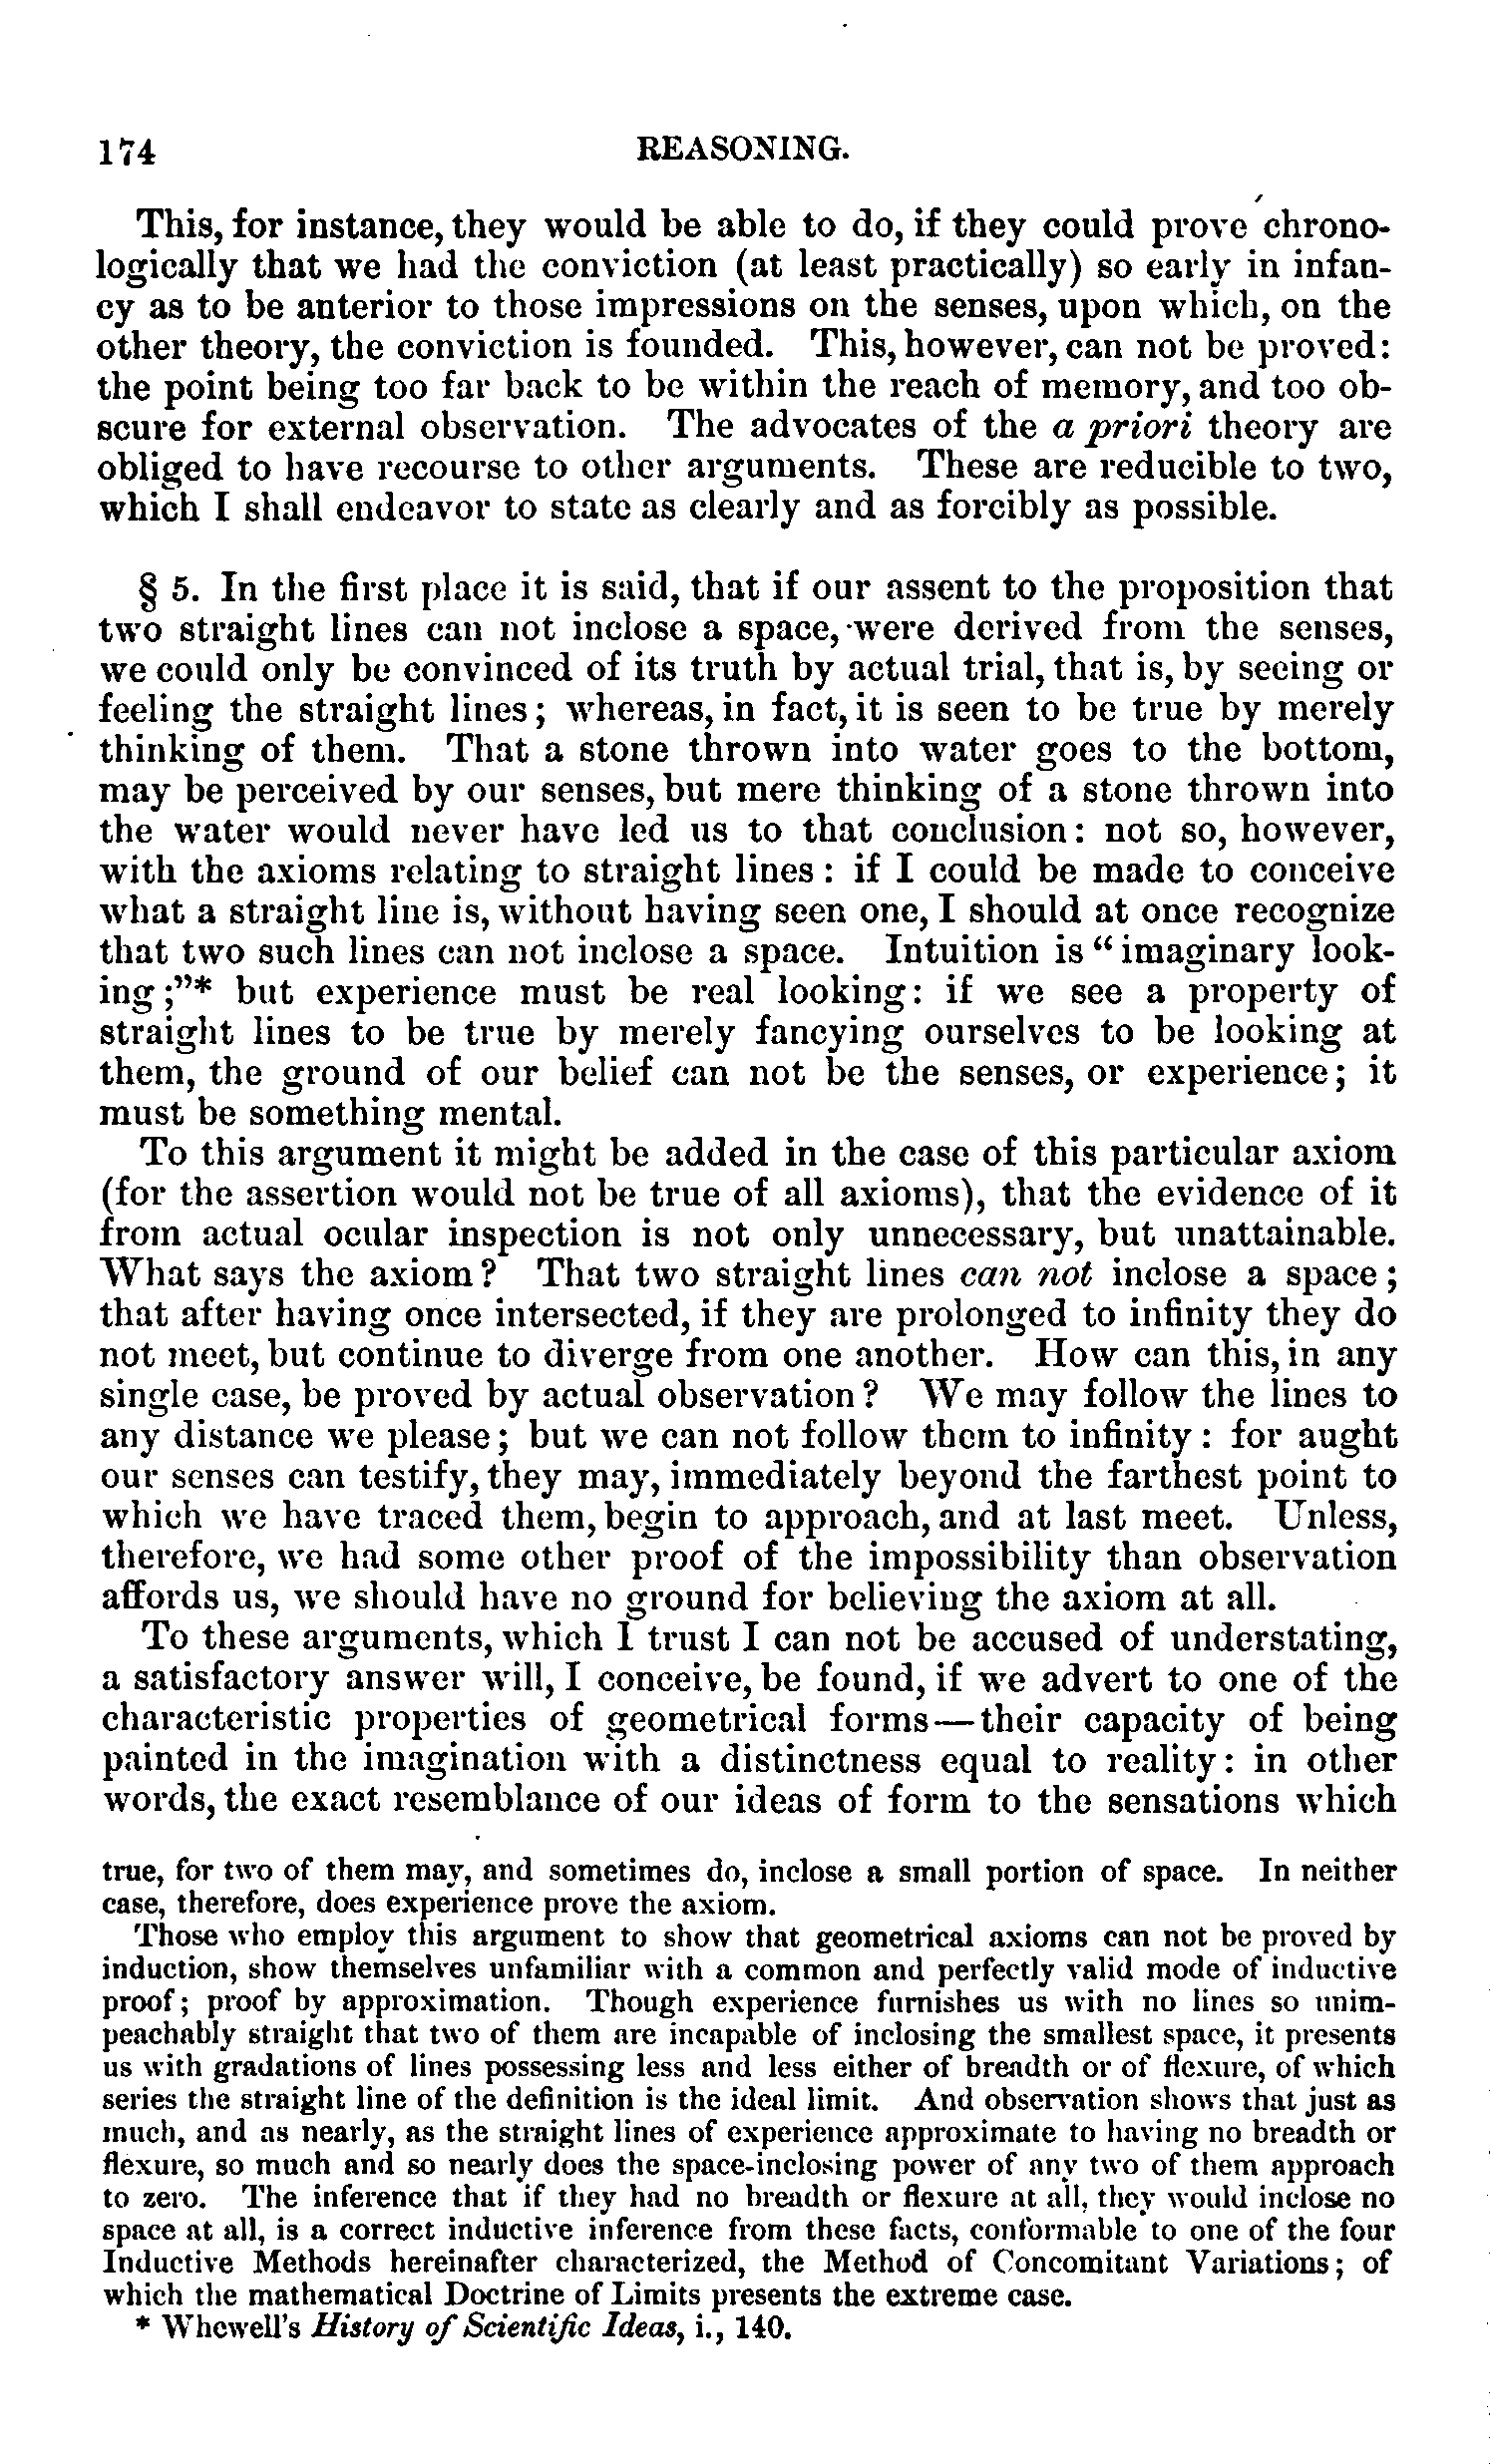 174 REASONING.
This, for instance, they would be able to do, if they could prove chrono-
logically that we had the conviction (at least practically) so early in infan-
cy as to be anterior to those impressions on the senses, upon which, on the
other theory, the conviction is founded. This, however, can not be proved:
the point being too far back to be within the reach of memory, and too ob-
scure for external observation. The advocates of the a priori theory are
obliged to have recourse to other arguments. These are reducible to two,
which I shall endeavor to state as clearly and as forcibly as possible.
§ 5. In the first place it is said, that if our assent to the proposition that
two straight lines can not inclose a space, were derived from the senses,
we could only be convinced of its truth by actual trial, that is, by seeing or
feeling the straight lines; whereas, in fact, it is seen to be true by merely
thinking of them. That a stone thrown into water goes to the bottom,
may be perceived by our senses, but mere thinking of a stone thrown into
the water would never have led us to that conclusion: not so, however,
with the axioms relating to straight lines: if I could be made to conceive
what a straight line is, without having seen one, I should at once recognize
that two such lines can not inclose a space. Intuition is "imaginary look-
ing;"* but experience must be real looking: if we see a property of
straight lines to be true by merely fancying ourselves to be looking at
them, the ground of our belief can not be the senses, or experience; it
must be something mental.
To this argument it might be added in the case of this particular axiom
(for the assertion would not be true of all axioms), that the evidence of it
from actual ocular inspection is not only unnecessary, but unattainable.
What says the axiom? That two straight lines can not inclose a space;
that after having once intersected, if they are prolonged to infinity they do
not meet, but continue to diverge from one another. How can this, in any
single case, be proved by actual observation? We may follow the lines to
any distance we please; but we can not follow them to infinity: for aught
our senses can testify, they may, immediately beyond the farthest point to
which we have traced them, begin to approach, and at last meet. Unless,
therefore, we had some other proof of the impossibility than observation
affords us, we should have no ground for believing the axiom at all.
To these arguments, which I trust I can not be accused of understating,
a satisfactory answer will, I conceive, be found, if we advert to one of the
characteristic properties of geometrical forms—their capacity of being
painted in the imagination with a distinctness equal to reality: in other
words, the exact resemblance of our ideas of form to the sensations which
true, for two of them may, and sometimes do, inclose a small portion of space. In neither
case, therefore, does experience prove the axiom.
Those who employ this argument to show that geometrical axioms can not be proved by
induction, show themselves unfamiliar with a common and perfectly valid mode of inductive
proof; proof by approximation. Though experience furnishes us with no lines so unim-
peachably straight that two of them are incapable of inclosing the smallest space, it presents
us with gradations of lines possessing less and less either of breadth or of flexure, of which
series the straight line of the definition is the ideal limit. And observation shows that just as
much, and as nearly, as the straight lines of experience approximate to having no breadth or
flexure, so much and so nearly does the space-inclosing power of any two of them approach
to zero. The inference that if they had no breadth or flexure at all, they would inclose no
space at all, is a correct inductive inference from these facts, conformable to one of the four
Inductive Methods hereinafter characterized, the Method of Concomitant Variations; of
which the mathematical Doctrine of Limits presents the extreme case.
* Whewell's History of Scientific Ideas, i., 140.